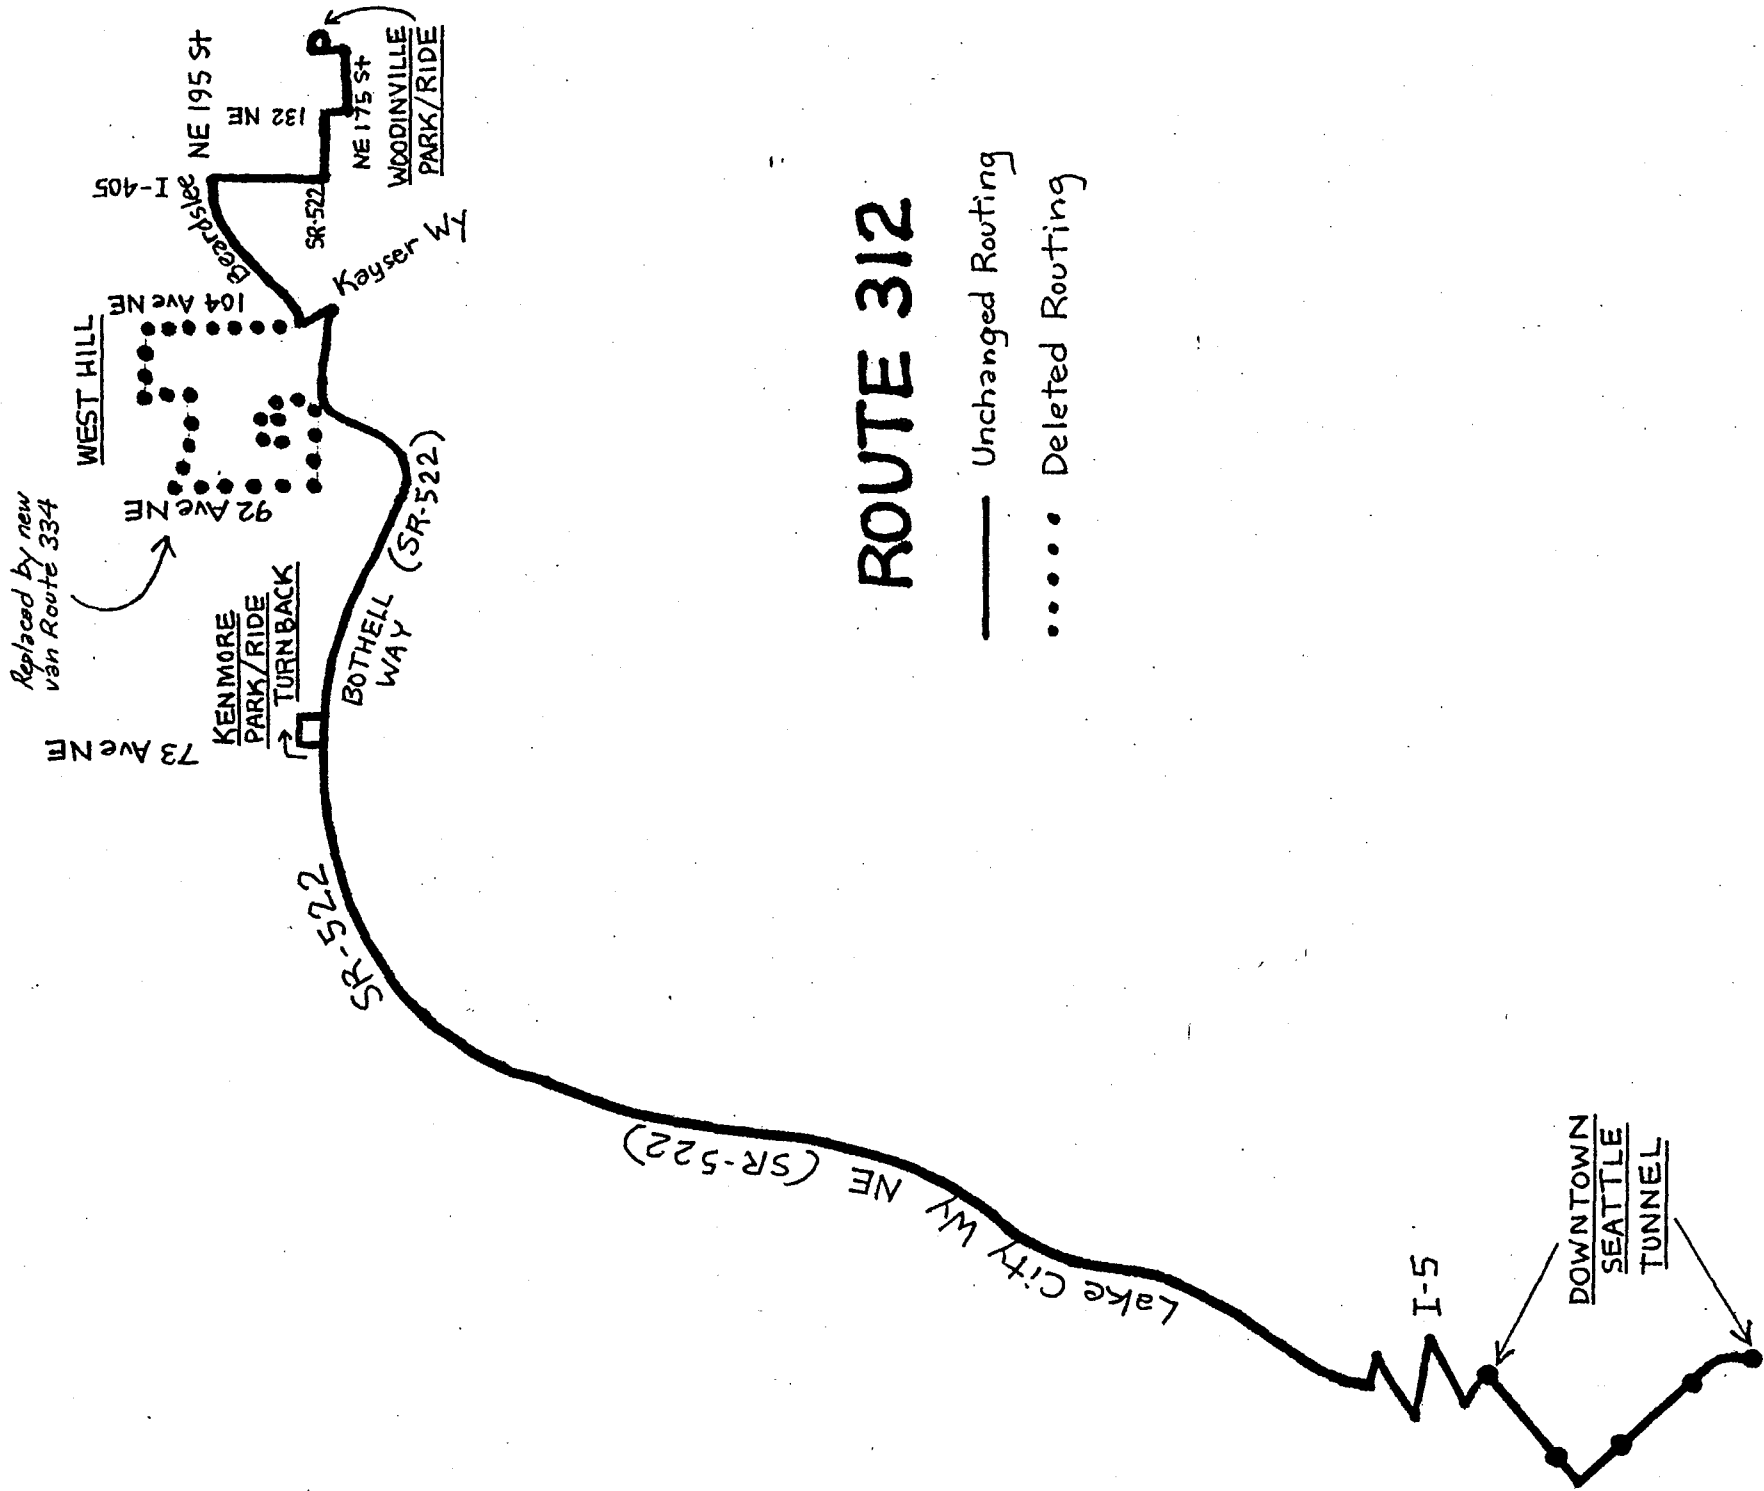 Replaced by new
van Route 334
WEST HILL
92 Ave NE
104 Ave NE
Beardslee
NE 195 St
I-405
SR-522
132 NE
NE 175 St
WOODINVILLE
PARK/RIDE
Kayser Wy
73 Ave NE
KENMORE
PARK/RIDE
TURNBACK
BOTHELL
WAY
(SR-522)
SR-522
Lake City Wy NE (SR-522)
I-5
DOWNTOWN
SEATTLE
TUNNEL
ROUTE 312
Unchanged Routing
Deleted Routing